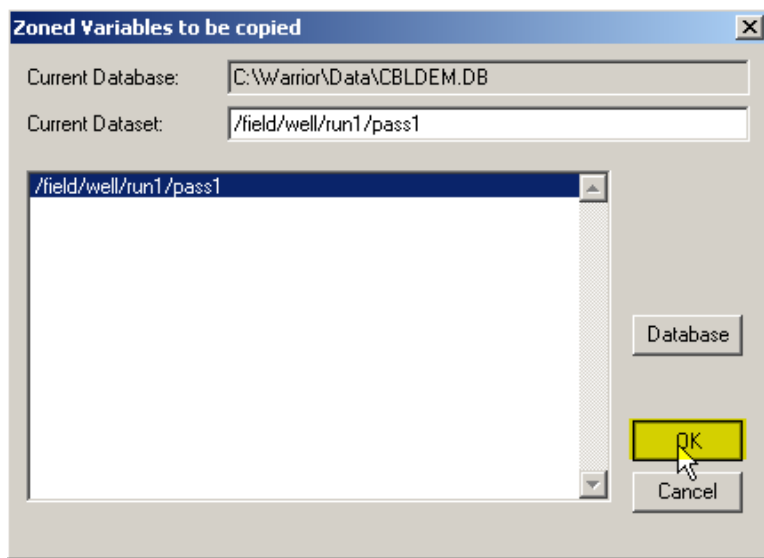 Zoned Variables to be copied
Current Database: C:\Warrior\Data\CBLDEM.DB
Current Dataset: /field/well/run1/pass1
/field/well/run1/pass1
Database
OK
Cancel